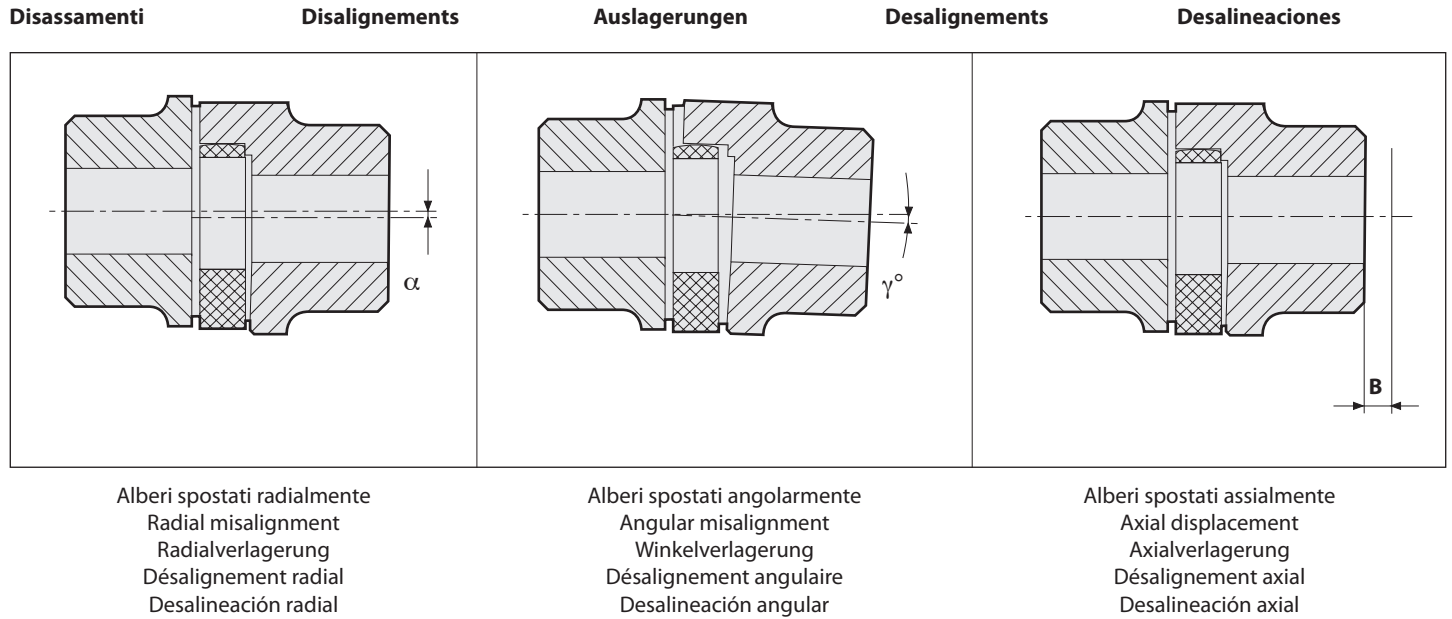 Disassamenti
Disalignements
Auslagerungen
Desalignements
Desalineaciones
α
γ°
B
Alberi spostati radialmente
Radial misalignment
Radialverlagerung
Désalignement radial
Desalineación radial
Alberi spostati angolarmente
Angular misalignment
Winkelverlagerung
Désalignement angulaire
Desalineación angular
Alberi spostati assialmente
Axial displacement
Axialverlagerung
Désalignement axial
Desalineación axial